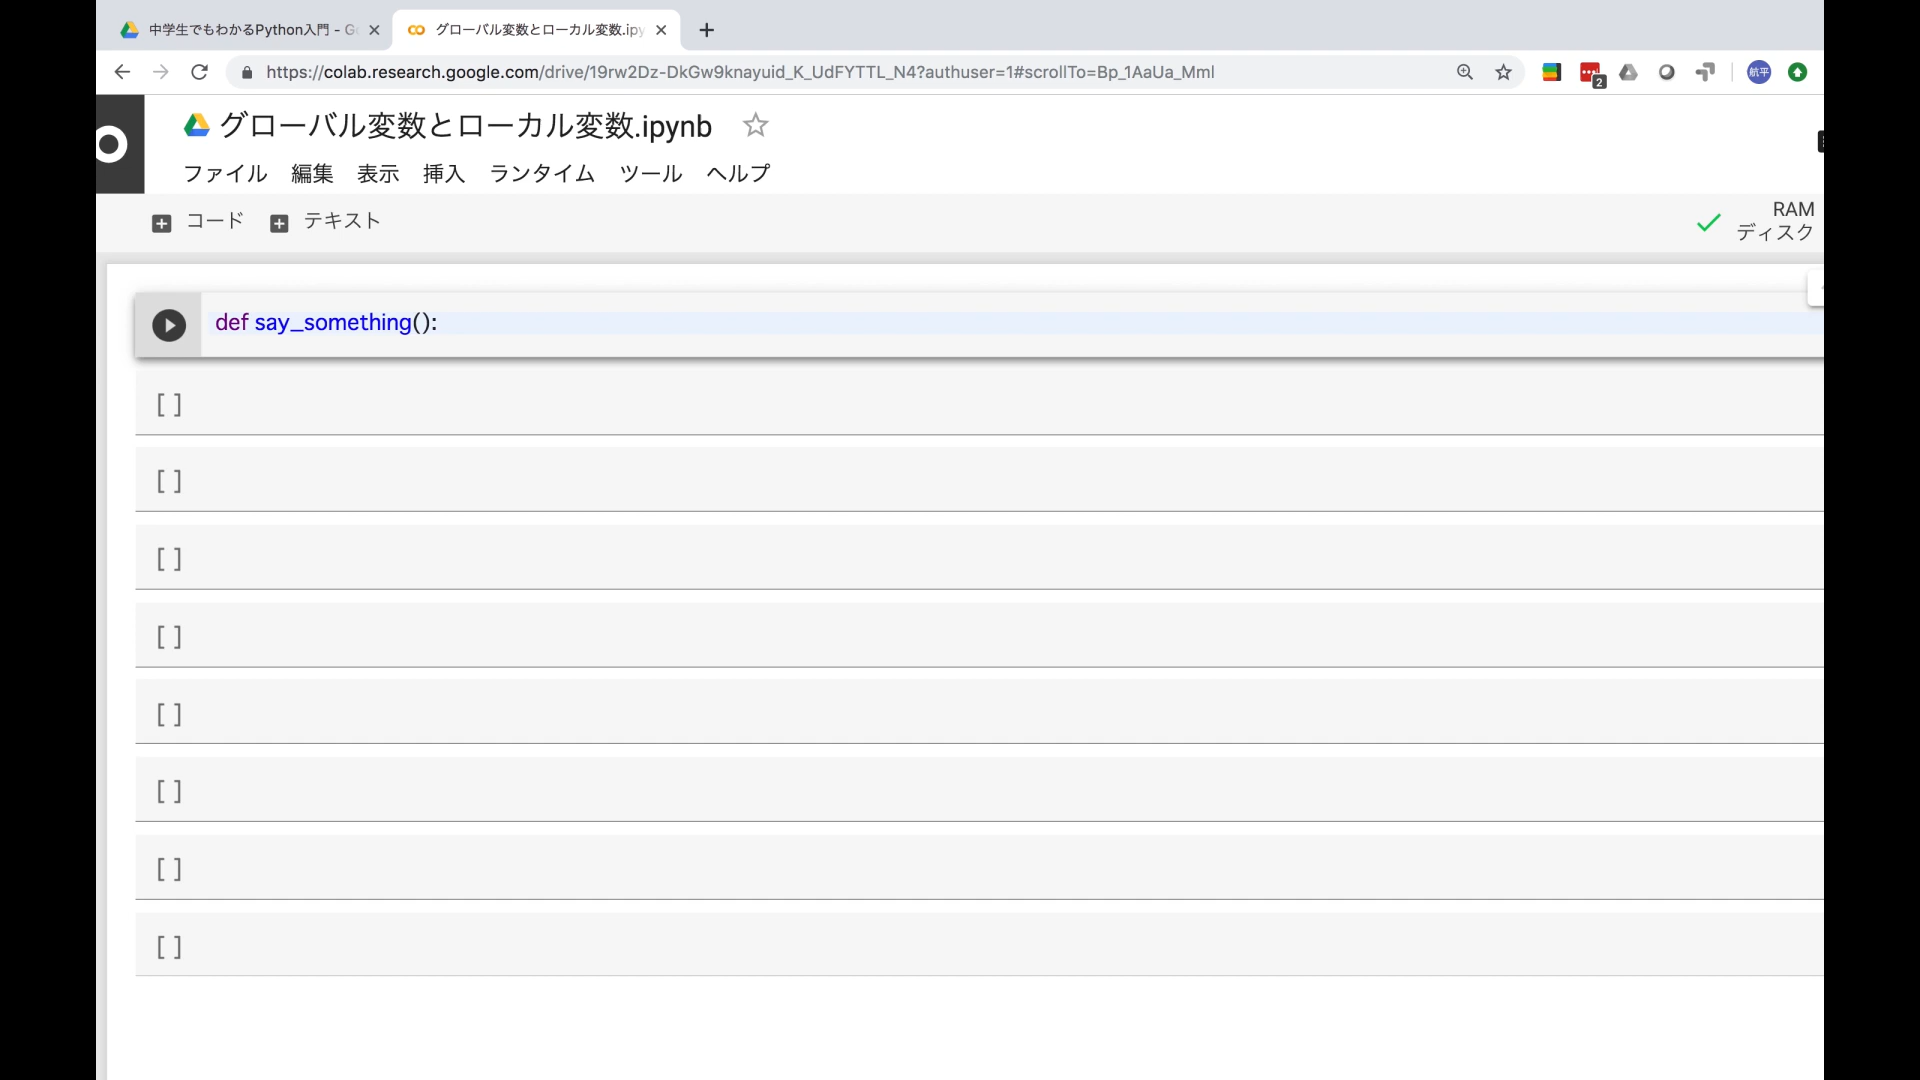 中学生でもわかるPython入門 - G
グローバル変数とローカル変数.ipy
https://colab.research.google.com/drive/19rw2Dz-DkGw9knayuid_K_UdFYTTL_N4?authuser=1#scrollTo=Bp_1AaUa_MmI
2
航平
グローバル変数とローカル変数.ipynb
ファイル 編集 表示 挿入 ランタイム ツール ヘルプ
コード テキスト
RAM
ディスク
def say_something():
[ ]
[ ]
[ ]
[ ]
[ ]
[ ]
[ ]
[ ]